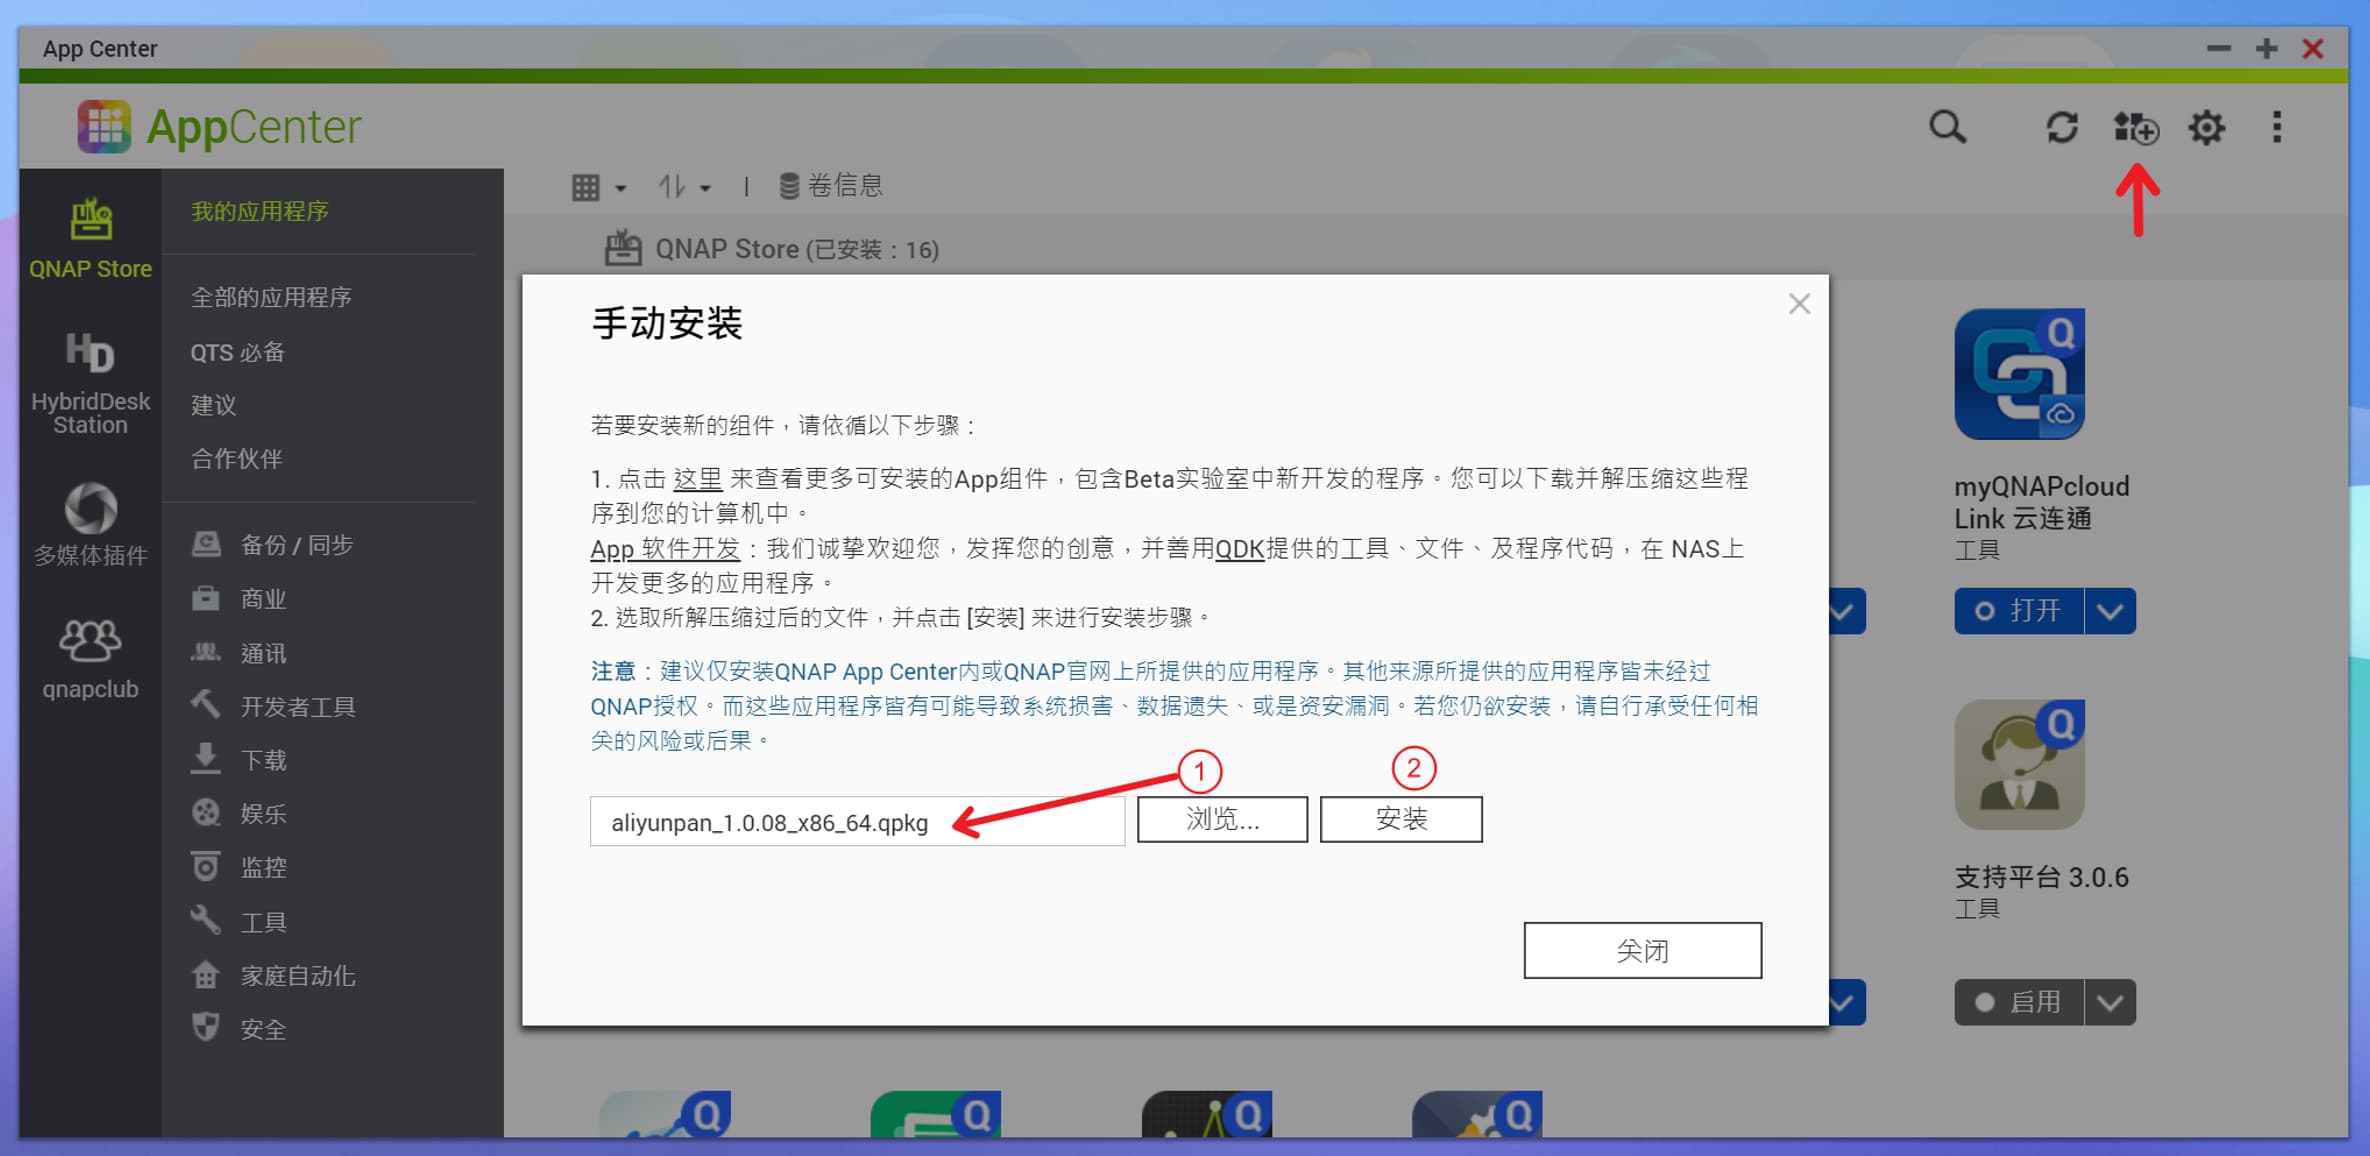 App Center
AppCenter
卷信息
QNAP Store (已安装：16)
QNAP Store
HybridDesk
Station
多媒体插件
qnapclub
我的应用程序
全部的应用程序
QTS 必备
建议
合作伙伴
备份 / 同步
商业
通讯
开发者工具
下载
娱乐
监控
工具
家庭自动化
安全
手动安装
若要安装新的组件，请依循以下步骤：
1. 点击 这里 来查看更多可安装的App组件，包含Beta实验室中新开发的程序。您可以下载并解压缩这些程
序到您的计算机中。
App 软件开发：我们诚挚欢迎您，发挥您的创意，并善用QDK提供的工具、文件、及程序代码，在 NAS上
开发更多的应用程序。
2. 选取所解压缩过后的文件，并点击 [安装] 来进行安装步骤。
注意：建议仅安装QNAP App Center内或QNAP官网上所提供的应用程序。其他来源所提供的应用程序皆未经过
QNAP授权。而这些应用程序皆有可能导致系统损害、数据遗失、或是资安漏洞。若您仍欲安装，请自行承受任何相
关的风险或后果。
1
2
aliyunpan_1.0.08_x86_64.qpkg
浏览...
安装
关闭
Q
myQNAPcloud
Link 云连通
工具
打开
Q
支持平台 3.0.6
工具
启用
Q
Q
Q
Q